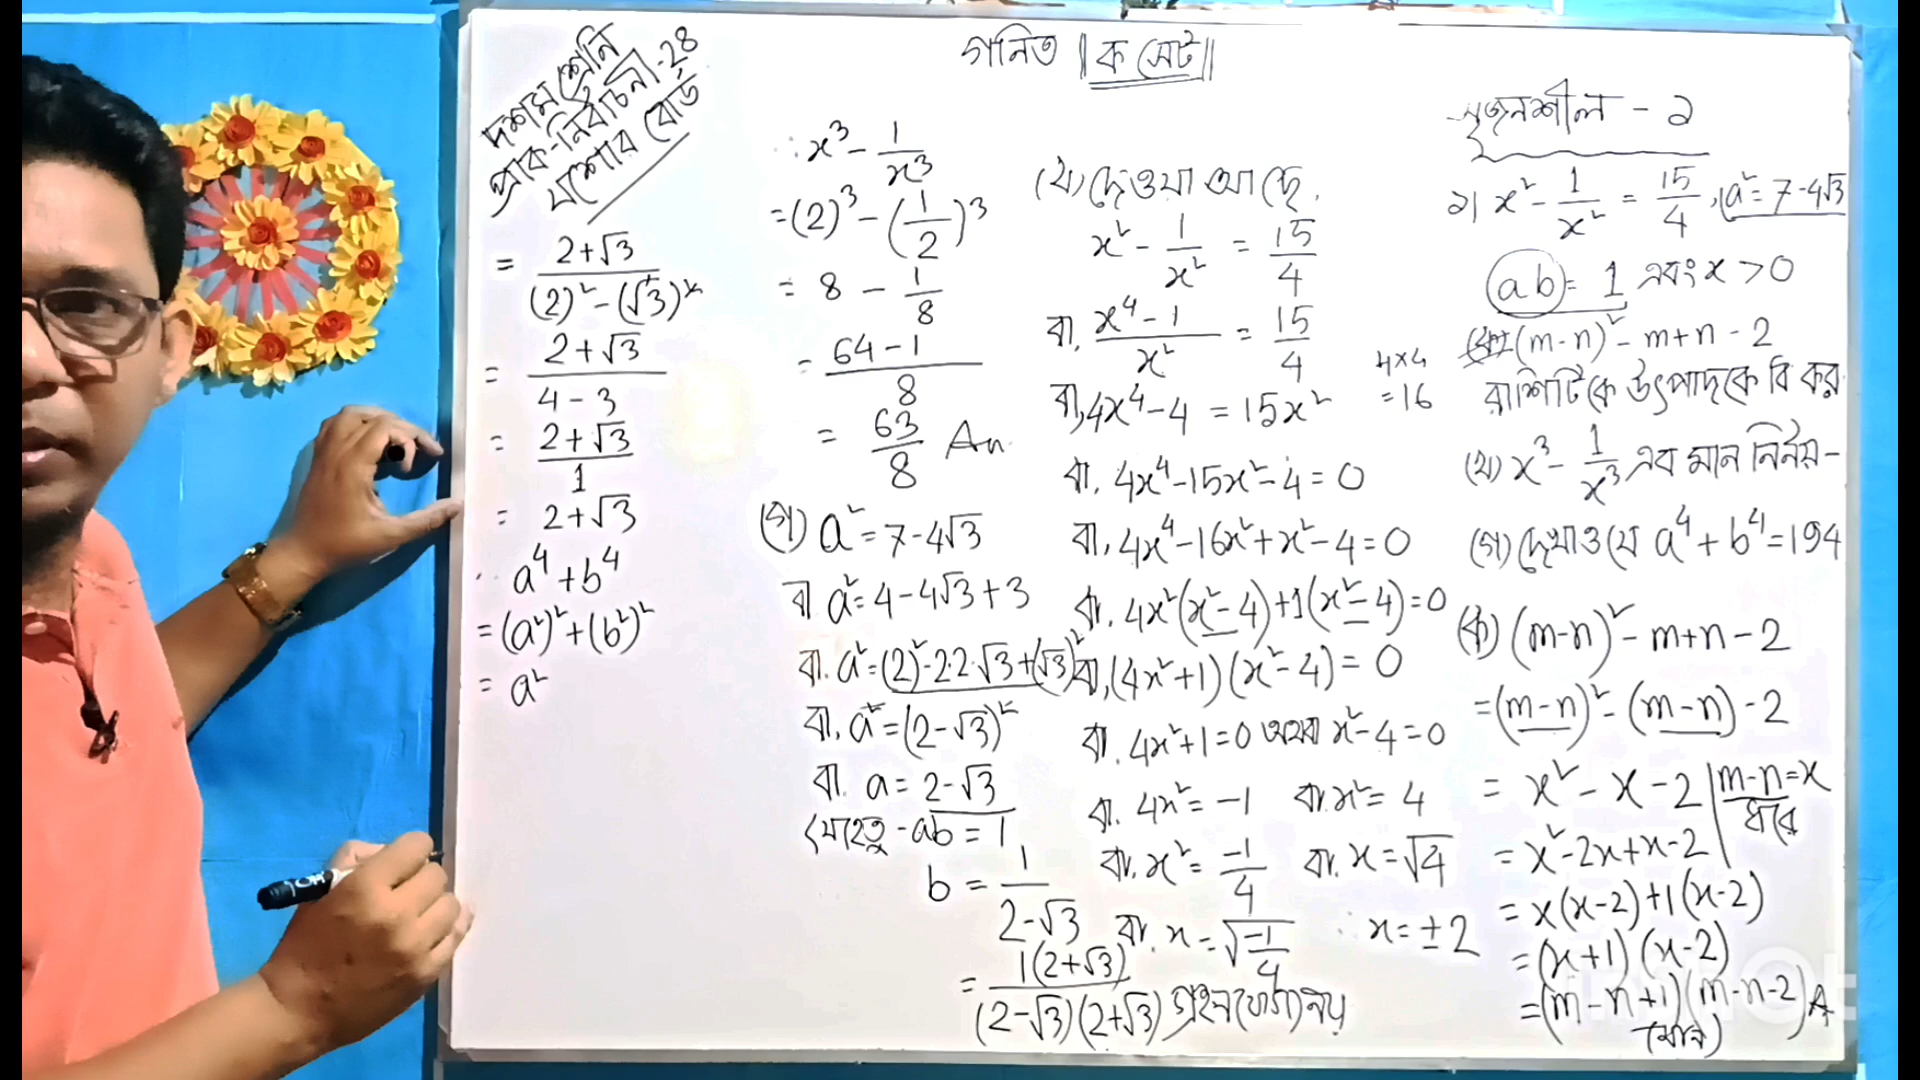 গনিত || ক সেট ||
দশম শ্রেনি
প্রাক-নির্বাচনী-24
যশোর বোর্ড
সৃজনশীল - ১
১| x² - 1/x² = 15/4, a² = 7-4√3
ab = 1 এবং x > 0
(ক) (m-n)² - m+n - 2
রাশিটিকে উৎপাদকে বি কর
(খ) x³ - 1/x³ এর মান নির্নয় -
(গ) দেখাও যে a⁴ + b⁴ = 194
(ক) (m-n)² - m+n - 2
= (m-n)² - (m-n) - 2
= x² - x - 2 | m-n = x ধরে
= x² - 2x + x - 2
= x(x-2) + 1(x-2)
= (x+1) (x-2)
= (m-n+1) (m-n-2) A
(খ) দেওয়া আছে,
x² - 1/x² = 15/4
বা, x⁴ - 1/x² = 15/4
4×4
= 16
বা, 4x⁴ - 4 = 15x²
বা, 4x⁴ - 15x² - 4 = 0
বা, 4x⁴ - 16x² + x² - 4 = 0
বা, 4x²(x² - 4) + 1(x² - 4) = 0
বা, (4x² + 1) (x² - 4) = 0
বা, 4x² + 1 = 0 অথবা x² - 4 = 0
বা, 4x² = -1 বা, x² = 4
বা, x² = -1/4 বা, x = √4
বা, x = √-1/4 ∴ x = ±2
গ্রহনযোগ্য নয়
∴ x³ - 1/x³
= (2)³ - (1/2)³
= 8 - 1/8
= 64 - 1/8
= 63/8 An
(গ) a² = 7 - 4√3
বা, a² = 4 - 4√3 + 3
বা, a² = (2)² - 2·2·√3 + (√3)²
বা, a² = (2-√3)²
বা, a = 2-√3
যেহেতু - ab = 1
b = 1/2-√3
= 1(2+√3)/(2-√3)(2+√3)
= 2+√3/(2)² - (√3)²
= 2+√3/4 - 3
= 2+√3/1
= 2+√3
∴ a⁴ + b⁴
= (a²)² + (b²)²
= a²